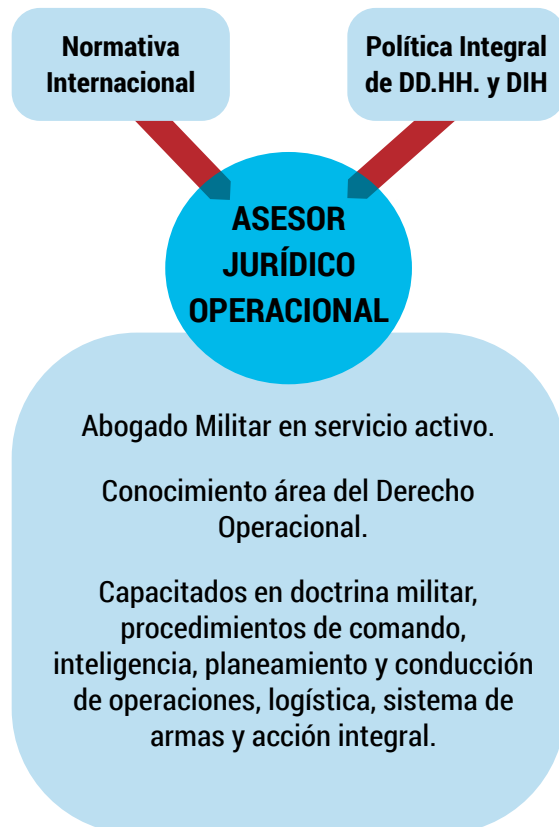 Normativa
Internacional
Política Integral
de DD.HH. y DIH
ASESOR
JURÍDICO
OPERACIONAL
Abogado Militar en servicio activo.
Conocimiento área del Derecho
Operacional.
Capacitados en doctrina militar,
procedimientos de comando,
inteligencia, planeamiento y conducción
de operaciones, logística, sistema de
armas y acción integral.